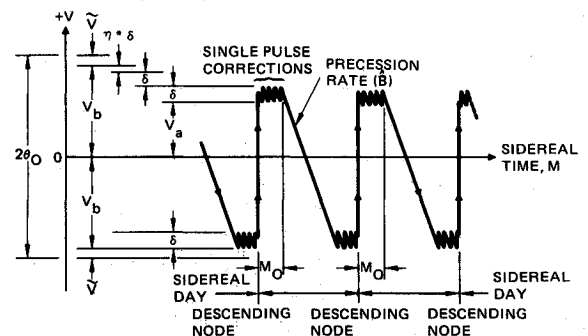 +V
Ṽ
η * δ
SINGLE PULSE
CORRECTIONS
PRECESSION
RATE (B̂)
δ
δ
V_b
V_a
2θ_O
0
SIDEREAL
TIME, M
V_b
δ
M_O
M_O
Ṽ
SIDEREAL
DAY
SIDEREAL
DAY
DESCENDING
NODE
DESCENDING
NODE
DESCENDING
NODE